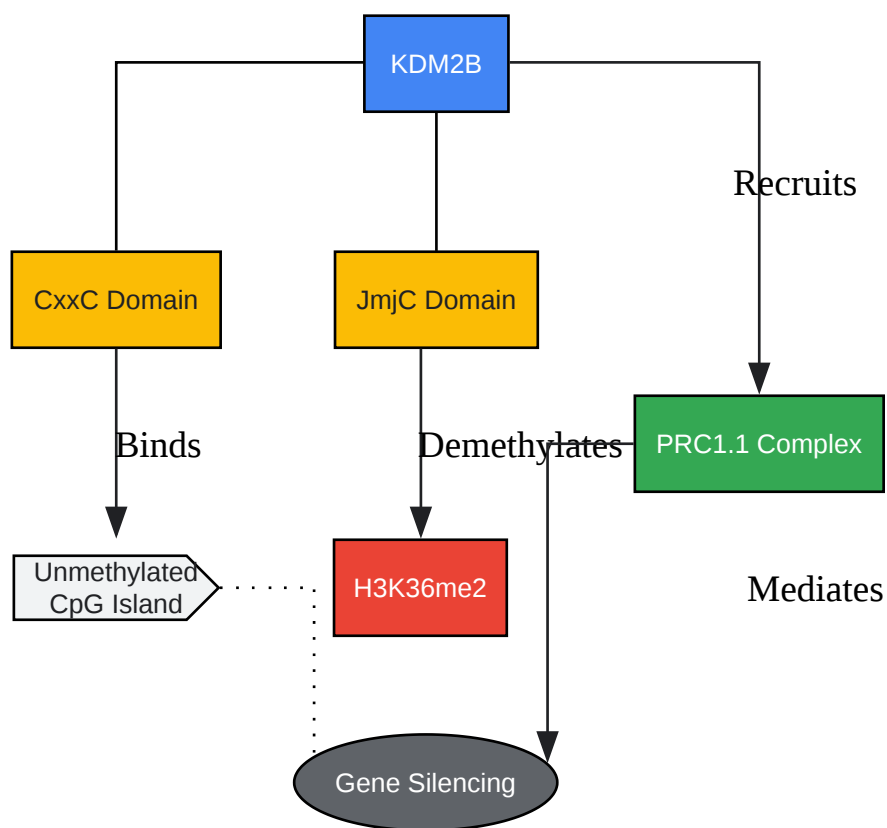 KDM2B
Recruits
CxxC Domain
JmjC Domain
Binds
Demethylates
PRC1.1 Complex
Unmethylated
CpG Island
H3K36me2
Mediates
Gene Silencing